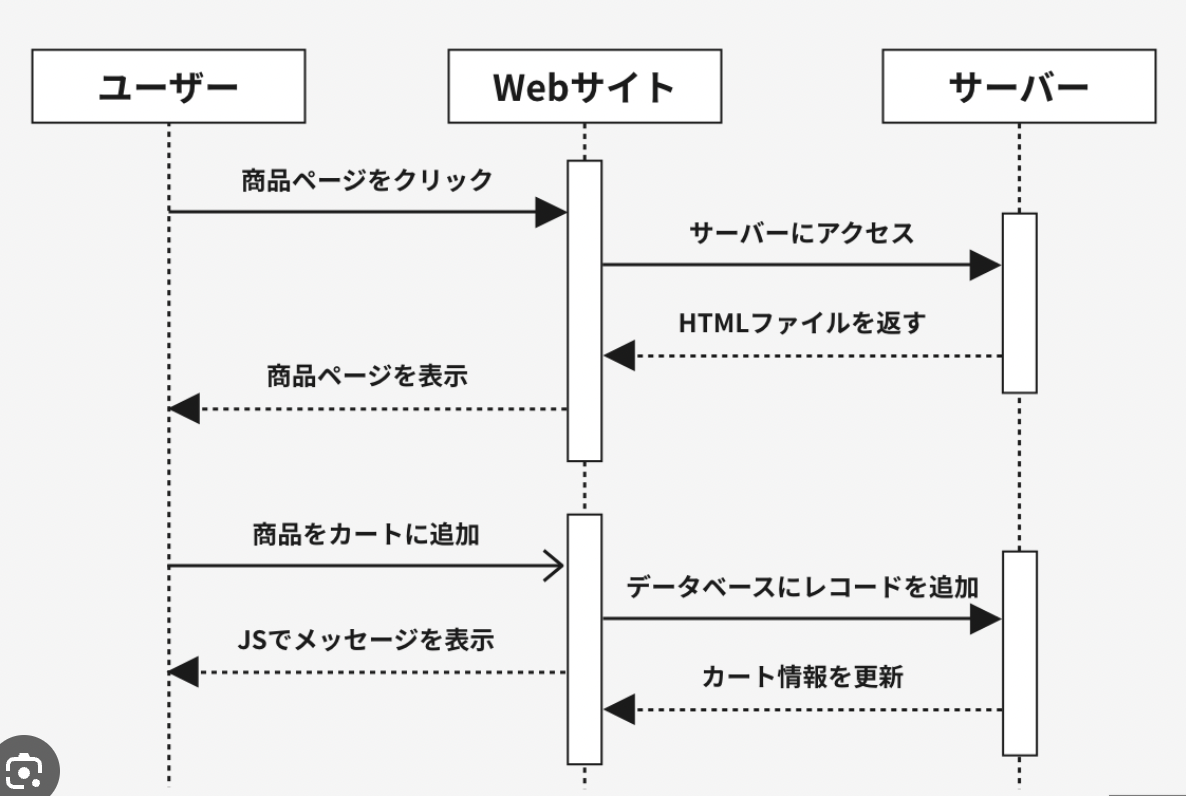 ユーザー
Webサイト
サーバー
商品ページをクリック
サーバーにアクセス
HTMLファイルを返す
商品ページを表示
商品をカートに追加
データベースにレコードを追加
JSでメッセージを表示
カート情報を更新